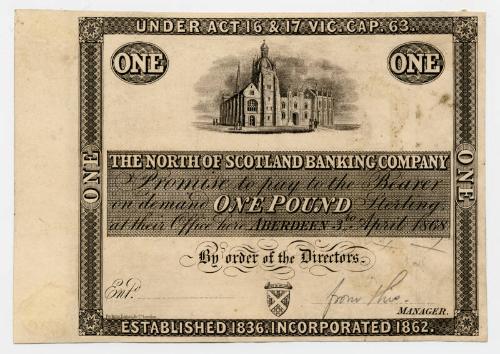 UNDER ACT 16 & 17 VIC. CAP. 63.
ONE ONE
ONE ONE
THE NORTH OF SCOTLAND BANKING COMPANY
Promise to pay to the Bearer
on demand ONE POUND Sterling
at their Office here ABERDEEN 3rd April 1868
By order of the Directors.
Entd.
from this
MANAGER.
ESTABLISHED 1836. INCORPORATED 1862.